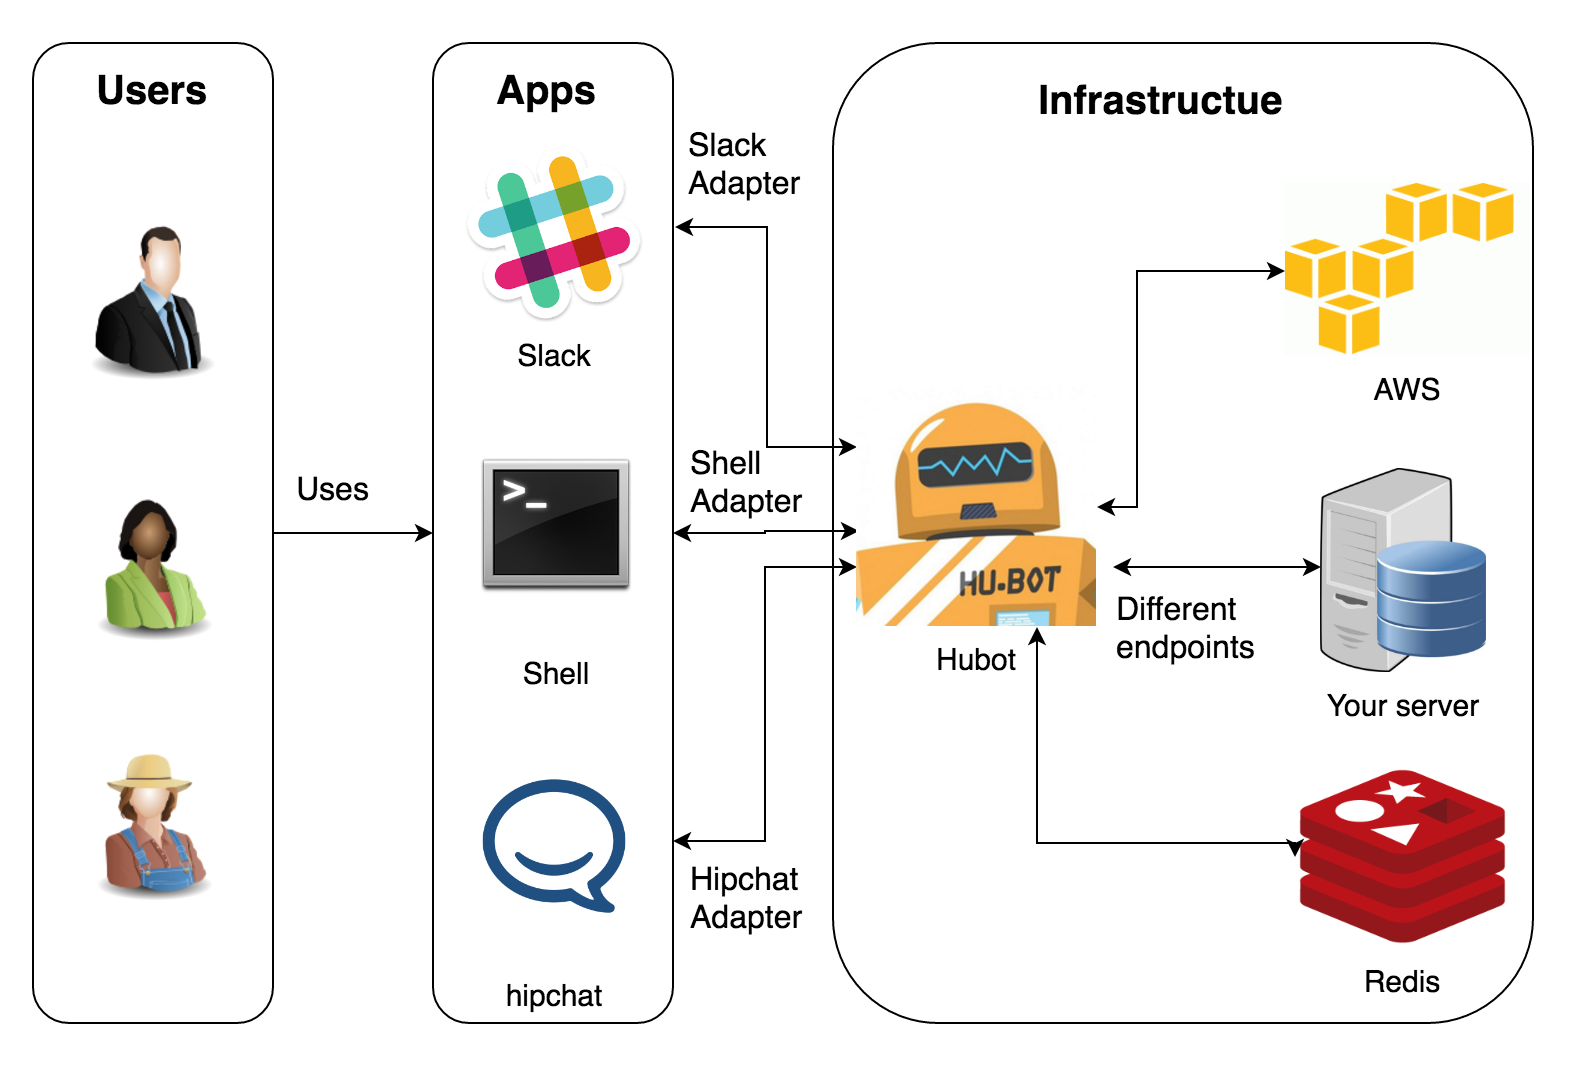 Users
Apps
Infrastructue
Slack
Adapter
Slack
AWS
Uses
>_
Shell
Adapter
HU-BOT
Different
endpoints
Hubot
Shell
Your server
Hipchat
Adapter
hipchat
Redis